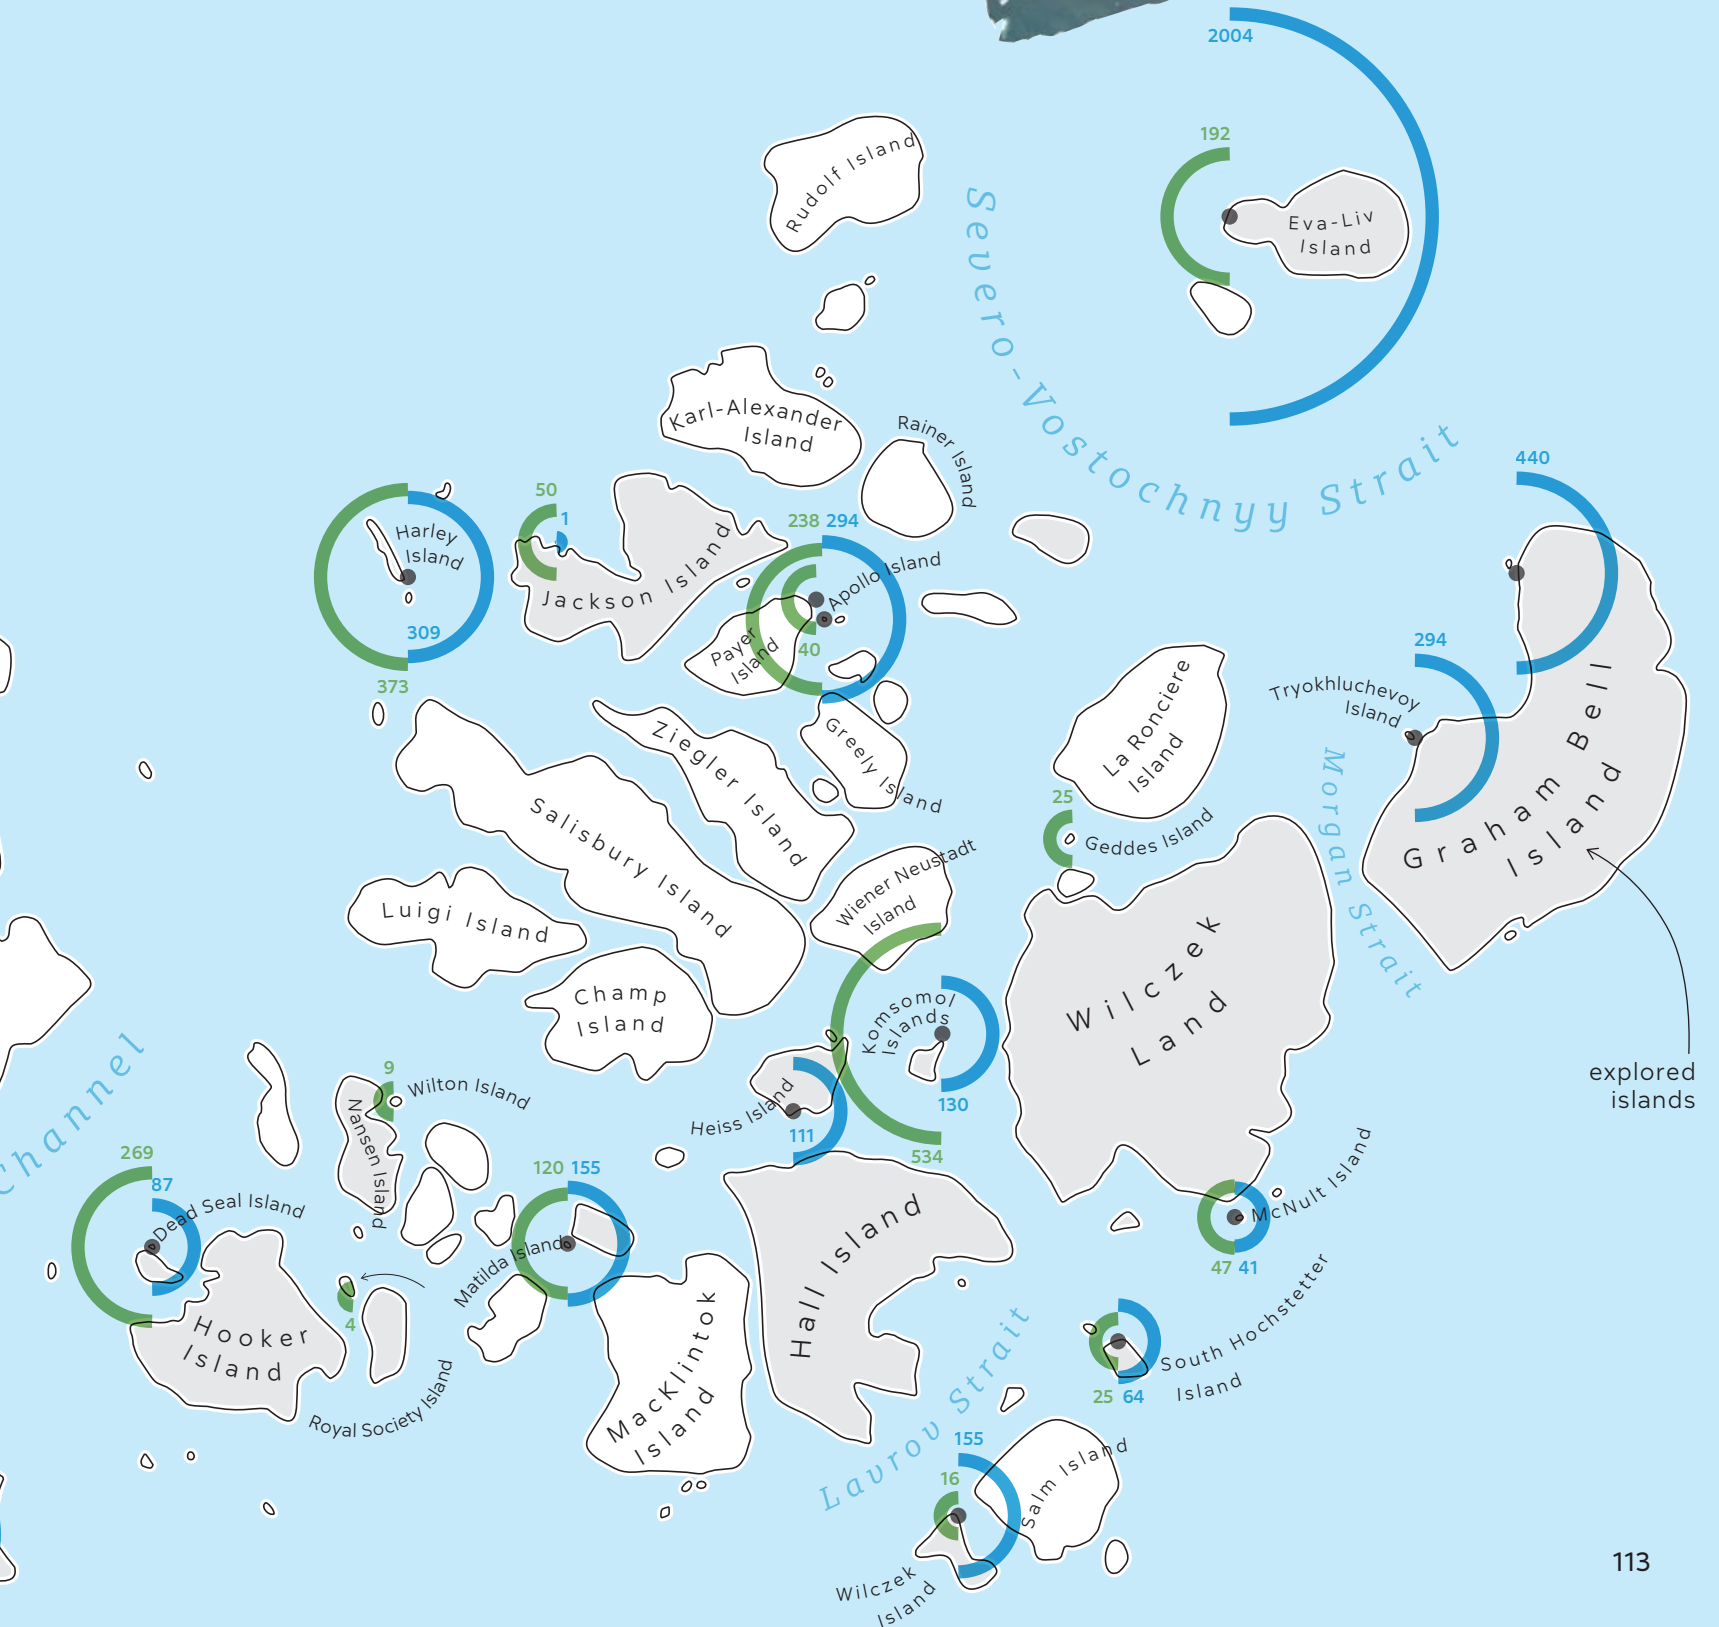 2004
192
Eva-Liv
Island
Rudolf Island
Severo-Vostochnyy Strait
Karl-Alexander
Island
Rainer Island
440
Harley
Island
309
373
50
1
Jackson Island
238 294
Apollo Island
Payer
Island
40
294
Tryokhluchevoy
Island
Graham Bell
Island
Morgan Strait
La Ronciere
Island
25
Geddes Island
Ziegler Island
Greely Island
Salisbury Island
Wiener Neustadt
Island
Luigi Island
Champ
Island
Wilczek
Land
Komsomol
Islands
130
534
Heiss Island
111
explored
islands
Channel
9
Wilton Island
Nansen Island
269
87
Dead Seal Island
120 155
Matilda Island
Hall Island
McNult Island
47 41
Hooker
Island
4
Royal Society Island
MacKlintok
Island
South Hochstetter
Island
25 64
Lavrov Strait
155
16
Salm Island
Wilczek
Island
113